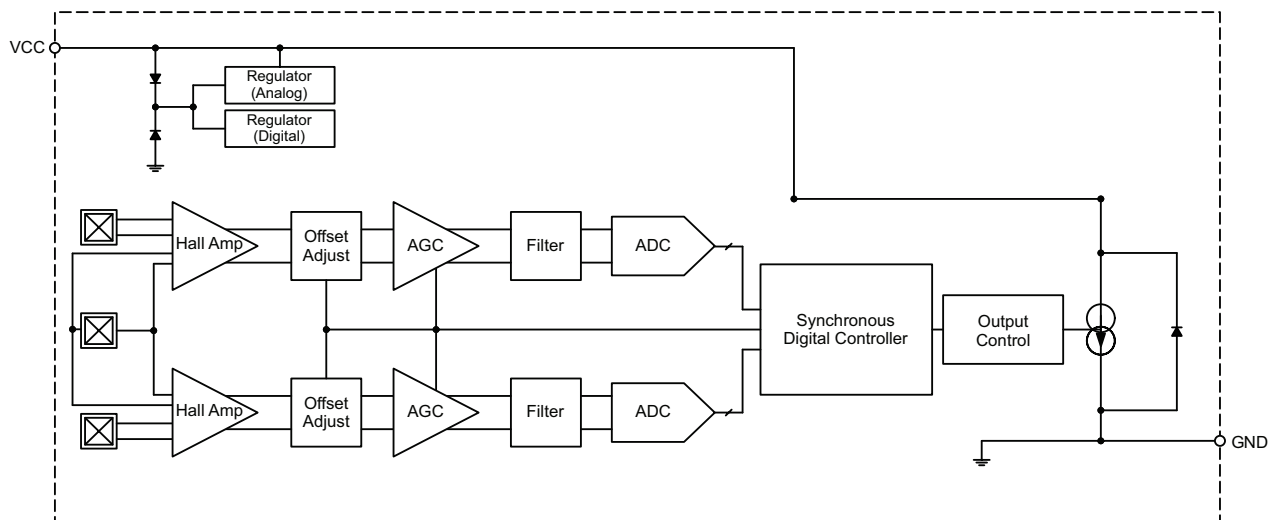 VCC
Regulator
(Analog)
Regulator
(Digital)
Hall Amp
Offset
Adjust
AGC
Filter
ADC
Synchronous
Digital Controller
Output
Control
Hall Amp
Offset
Adjust
AGC
Filter
ADC
GND